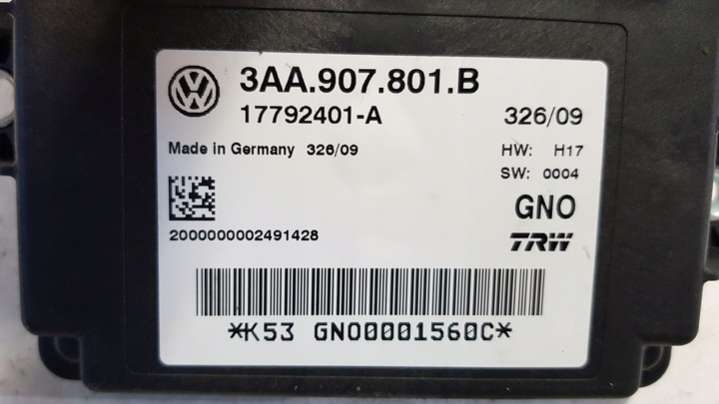 3AA.907.801.B
17792401-A 326/09
Made in Germany 326/09 HW: H17
SW: 0004
GNO
2000000002491428 TRW
*K53 GNO0001560C*